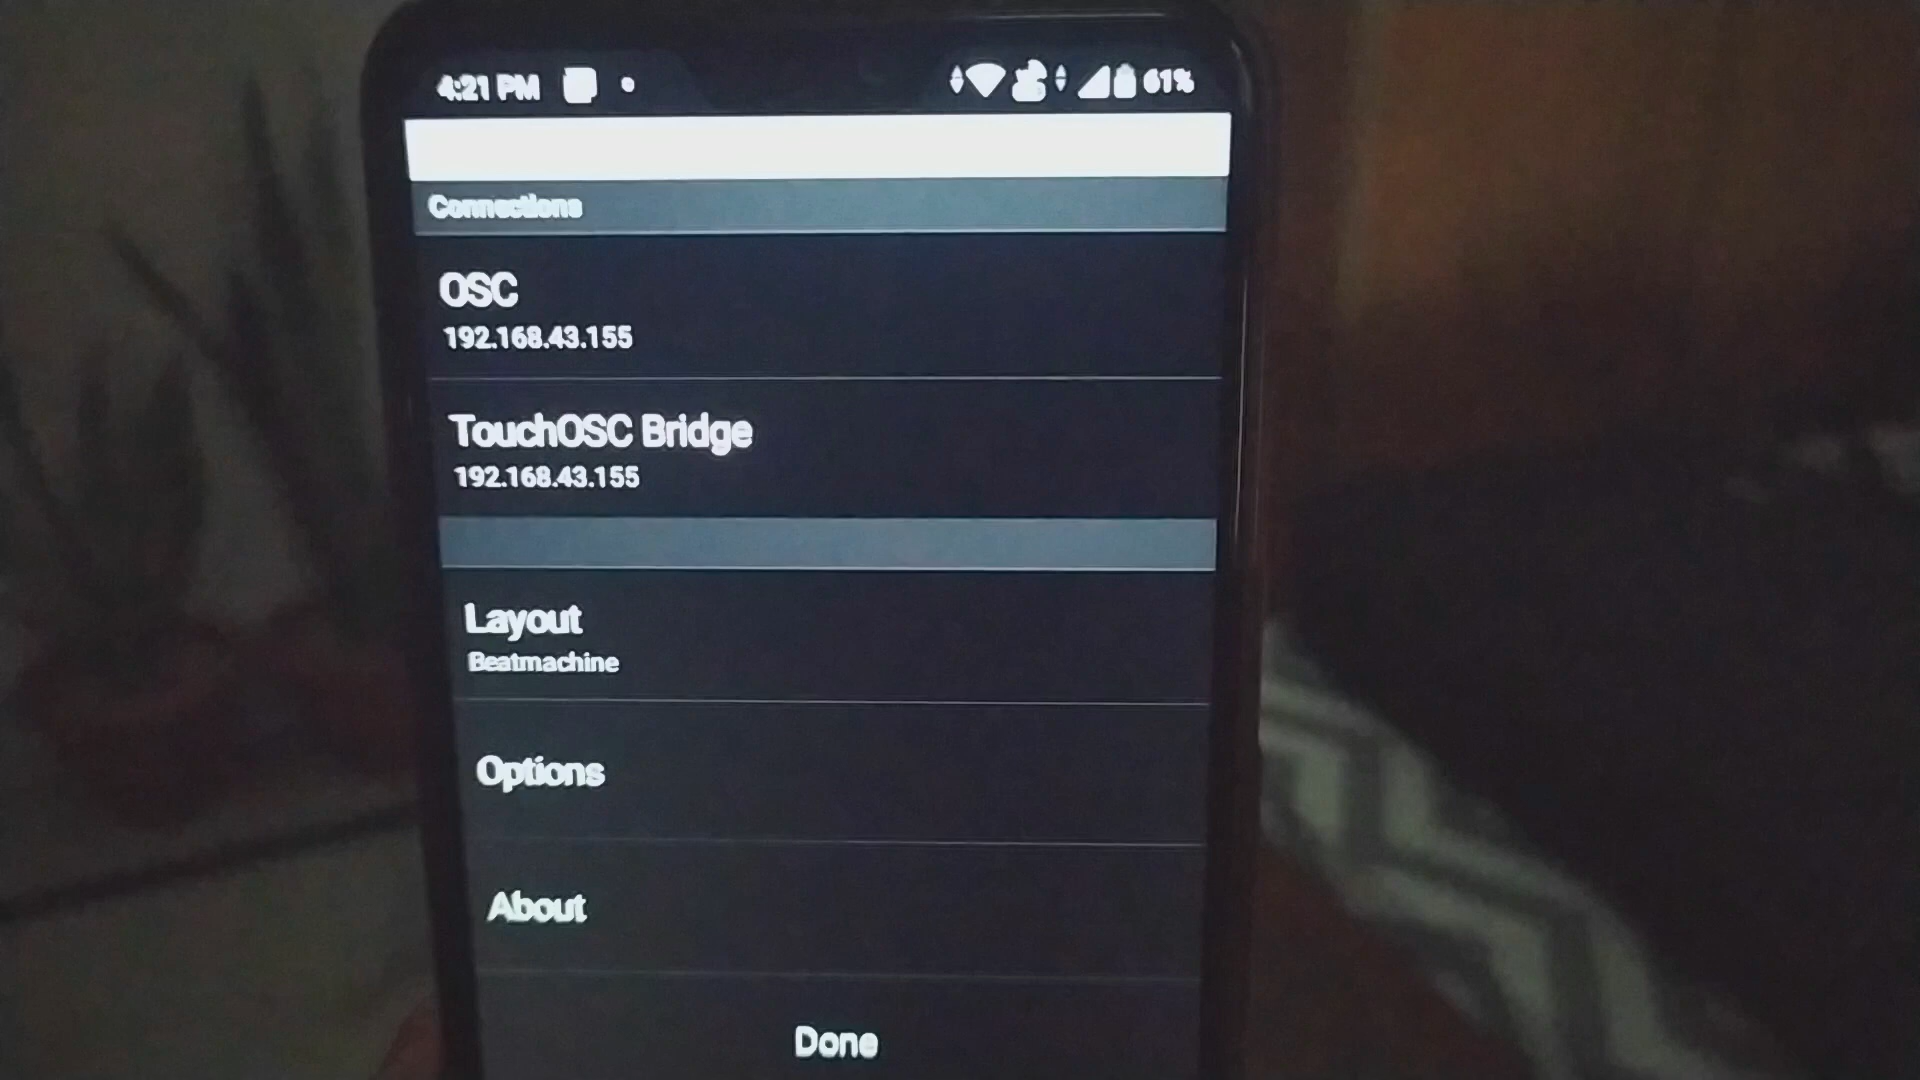 4:21 PM 61%
Connections
OSC
192.168.43.155
TouchOSC Bridge
192.168.43.155
Layout
Beatmachine
Options
About
Done